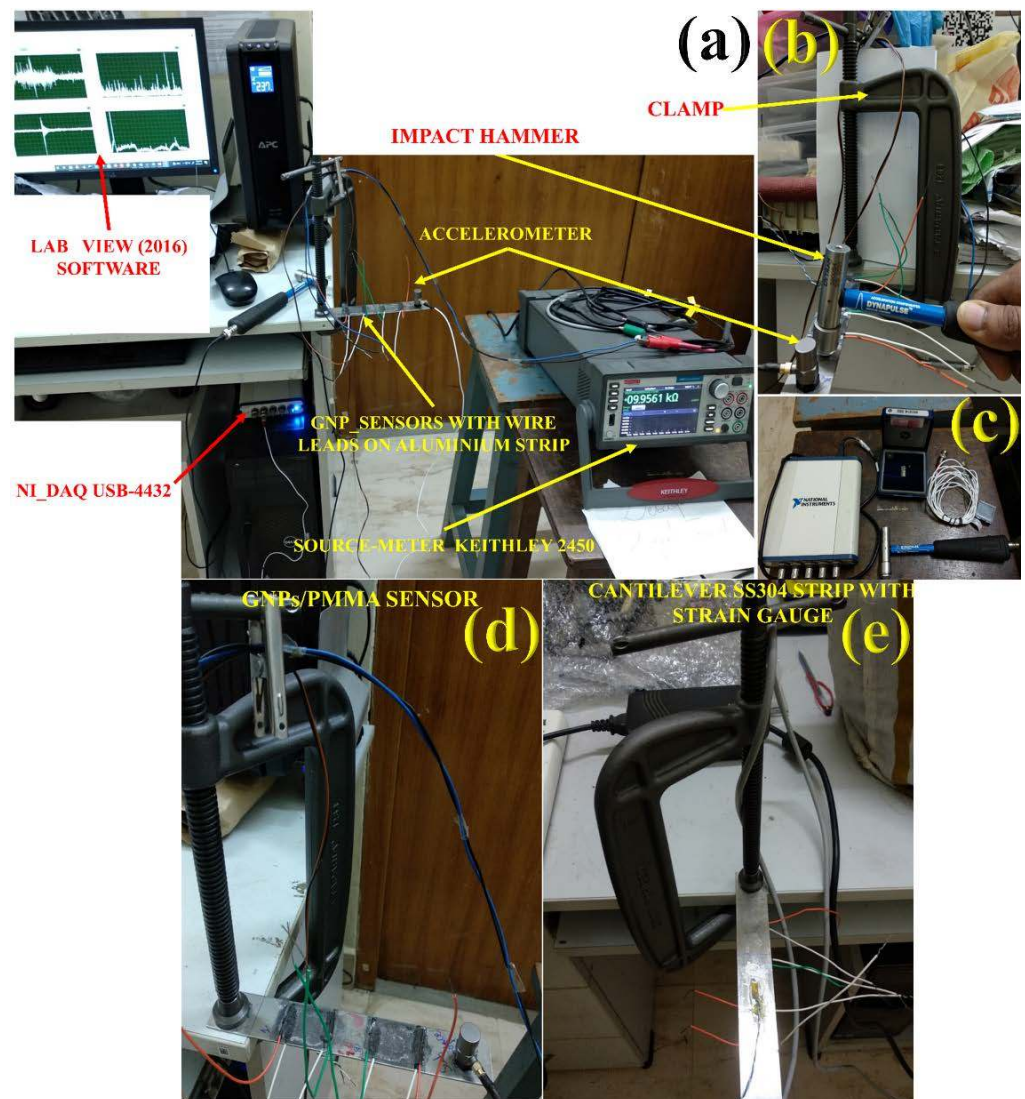 (a)
(b)
CLAMP
IMPACT HAMMER
237
APC
LAB VIEW (2016)
SOFTWARE
ACCELEROMETER
DYNAPULSE
-09.9561 kΩ
GNP_SENSORS WITH WIRE
LEADS ON ALUMINIUM STRIP
NI_DAQ USB-4432
KEITHLEY
SOURCE-METER KEITHLEY 2450
(c)
NATIONAL
INSTRUMENTS
GNPs/PMMA SENSOR
(d)
CANTILEVER SS304 STRIP WITH
STRAIN GAUGE
(e)